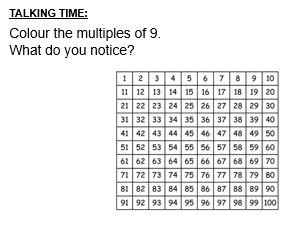 TALKING TIME:
Colour the multiples of 9.
What do you notice?
1 2 3 4 5 6 7 8 9 10
11 12 13 14 15 16 17 18 19 20
21 22 23 24 25 26 27 28 29 30
31 32 33 34 35 36 37 38 39 40
41 42 43 44 45 46 47 48 49 50
51 52 53 54 55 56 57 58 59 60
61 62 63 64 65 66 67 68 69 70
71 72 73 74 75 76 77 78 79 80
81 82 83 84 85 86 87 88 89 90
91 92 93 94 95 96 97 98 99 100